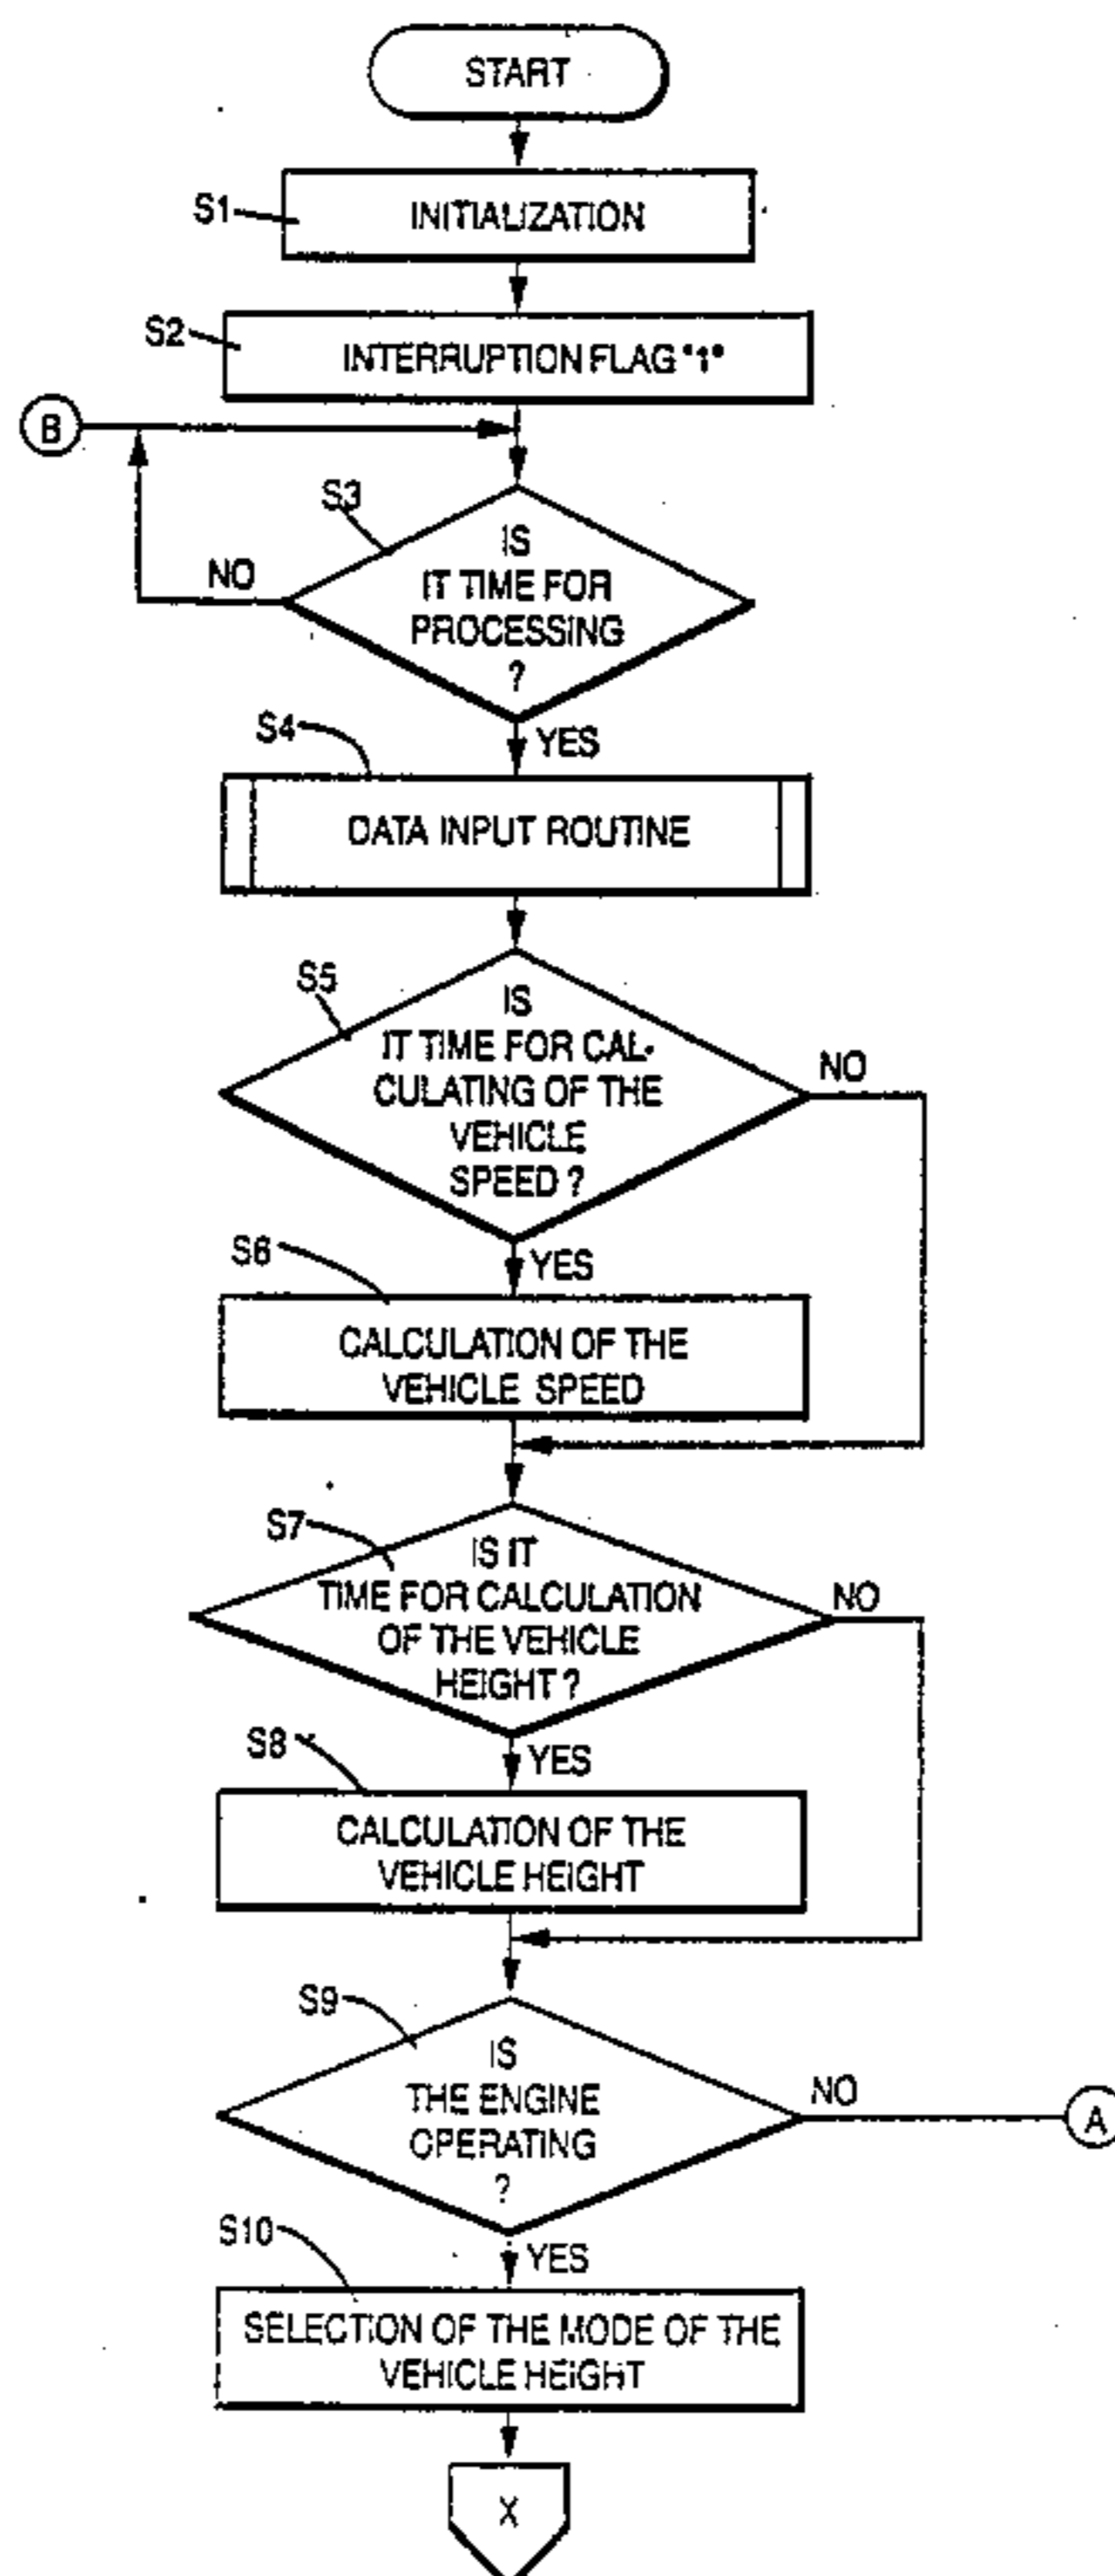 START
S1
INITIALIZATION
S2
INTERRUPTION FLAG "1"
B
S3
IS
IT TIME FOR
PROCESSING
?
NO
YES
S4
DATA INPUT ROUTINE
S5
IS
IT TIME FOR CAL-
CULATING OF THE
VEHICLE
SPEED ?
NO
YES
S6
CALCULATION OF THE
VEHICLE SPEED
S7
IS IT
TIME FOR CALCULATION
OF THE VEHICLE
HEIGHT ?
NO
YES
S8
CALCULATION OF THE
VEHICLE HEIGHT
S9
IS
THE ENGINE
OPERATING
?
NO
A
YES
S10
SELECTION OF THE MODE OF THE
VEHICLE HEIGHT
X